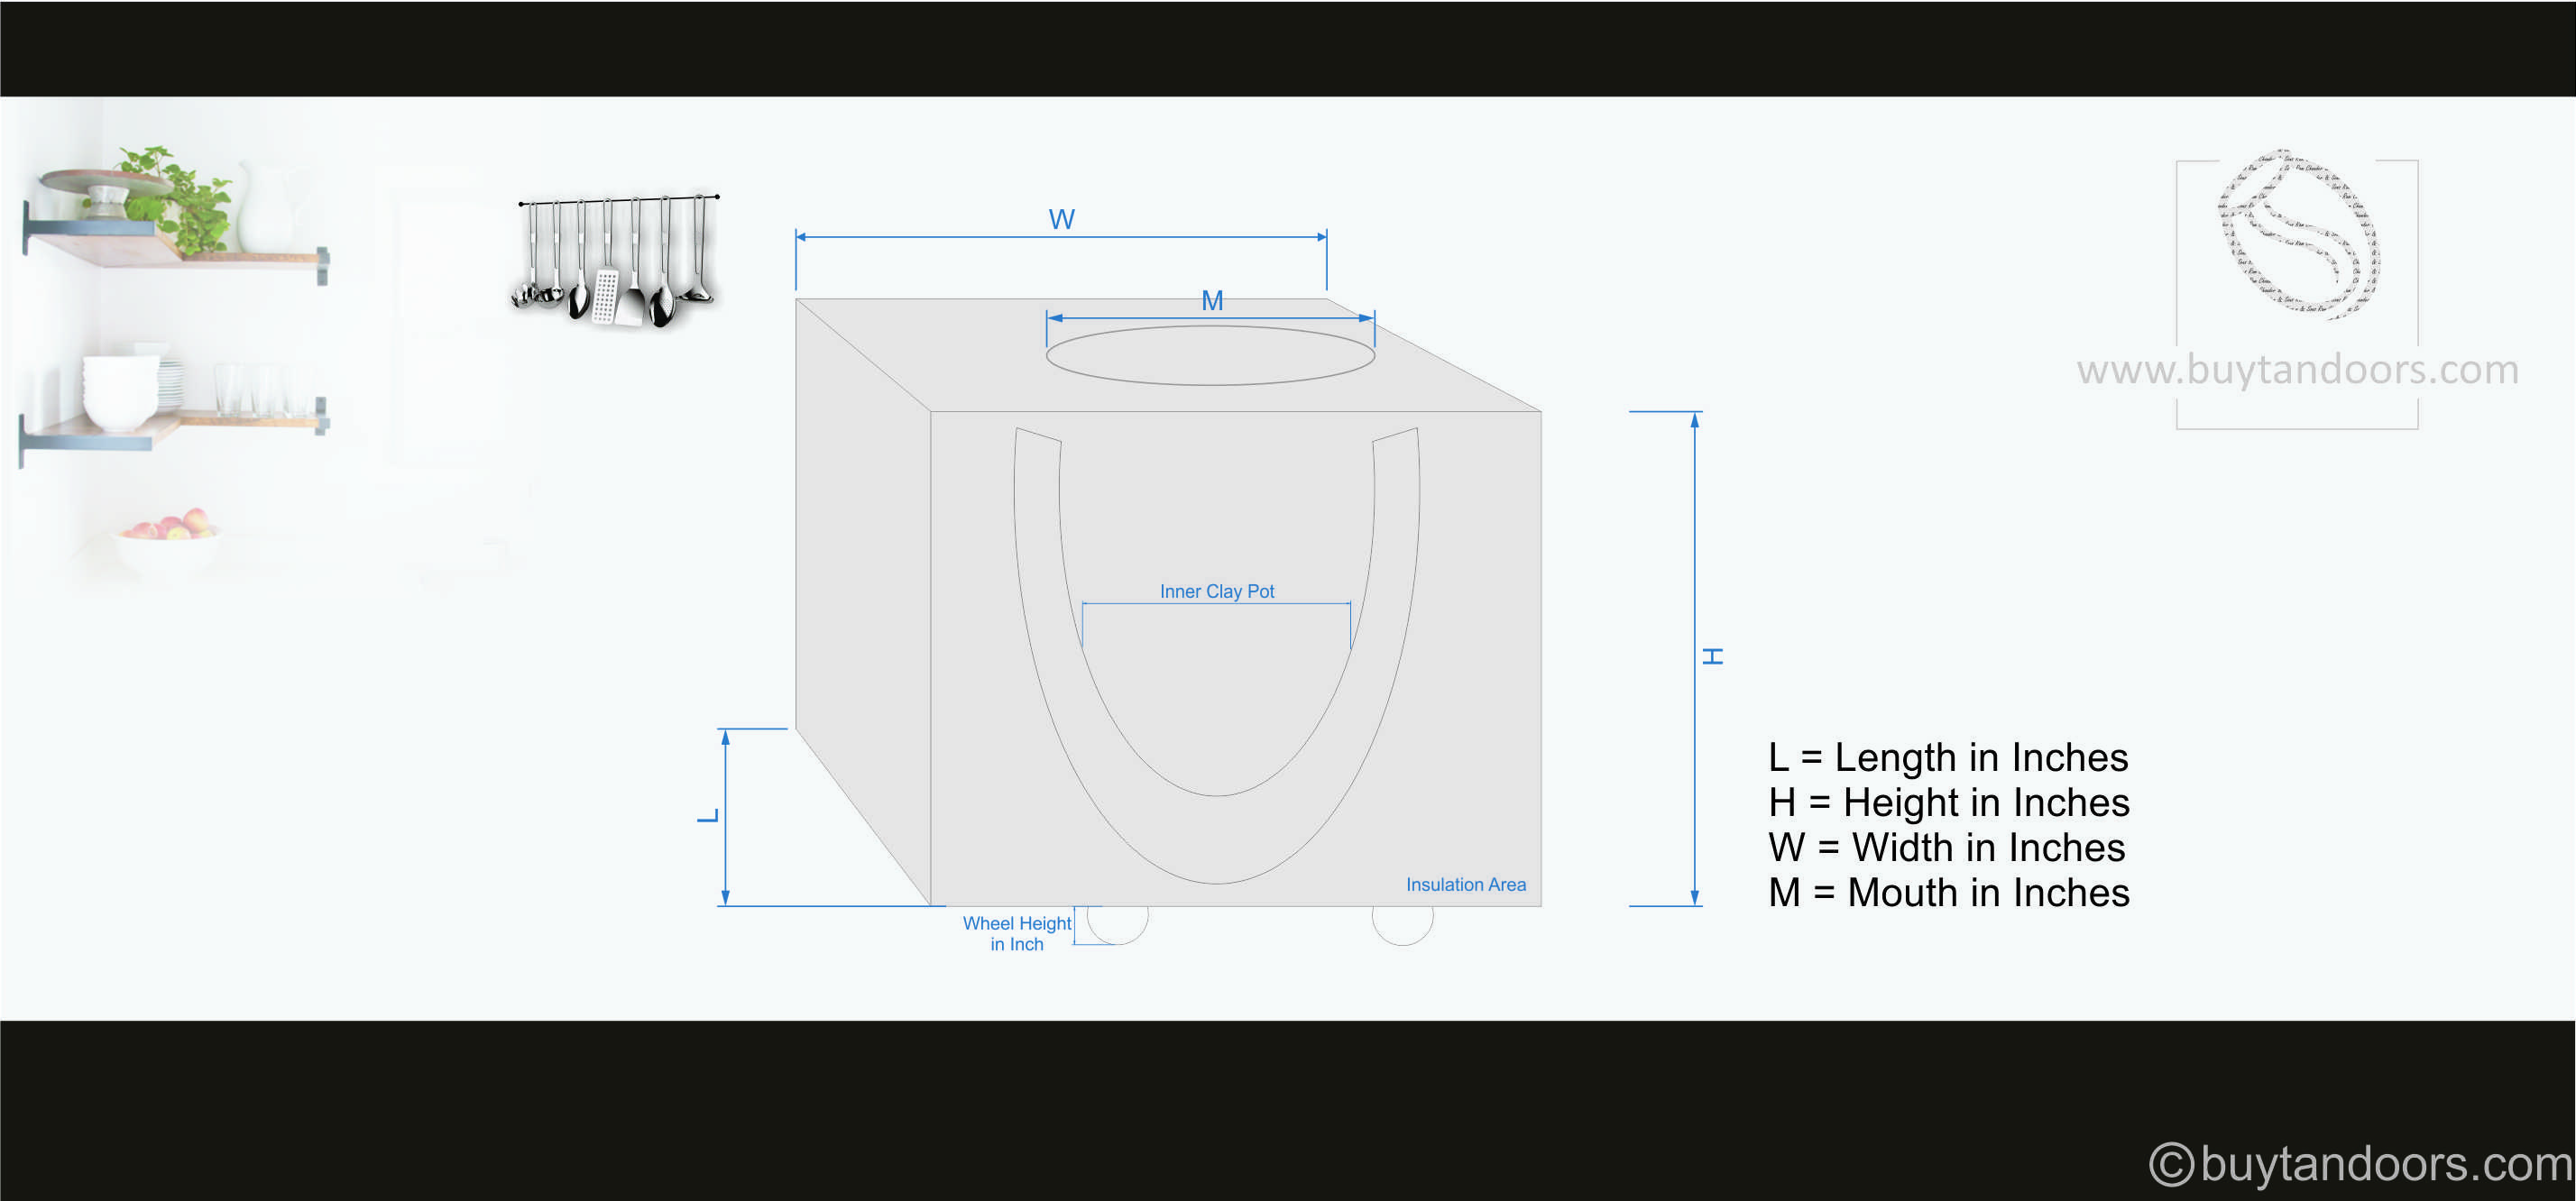 W
M
www.buytandoors.com
Inner Clay Pot
H
L = Length in Inches
H = Height in Inches
W = Width in Inches
M = Mouth in Inches
L
Insulation Area
Wheel Height
in Inch
©buytandoors.com